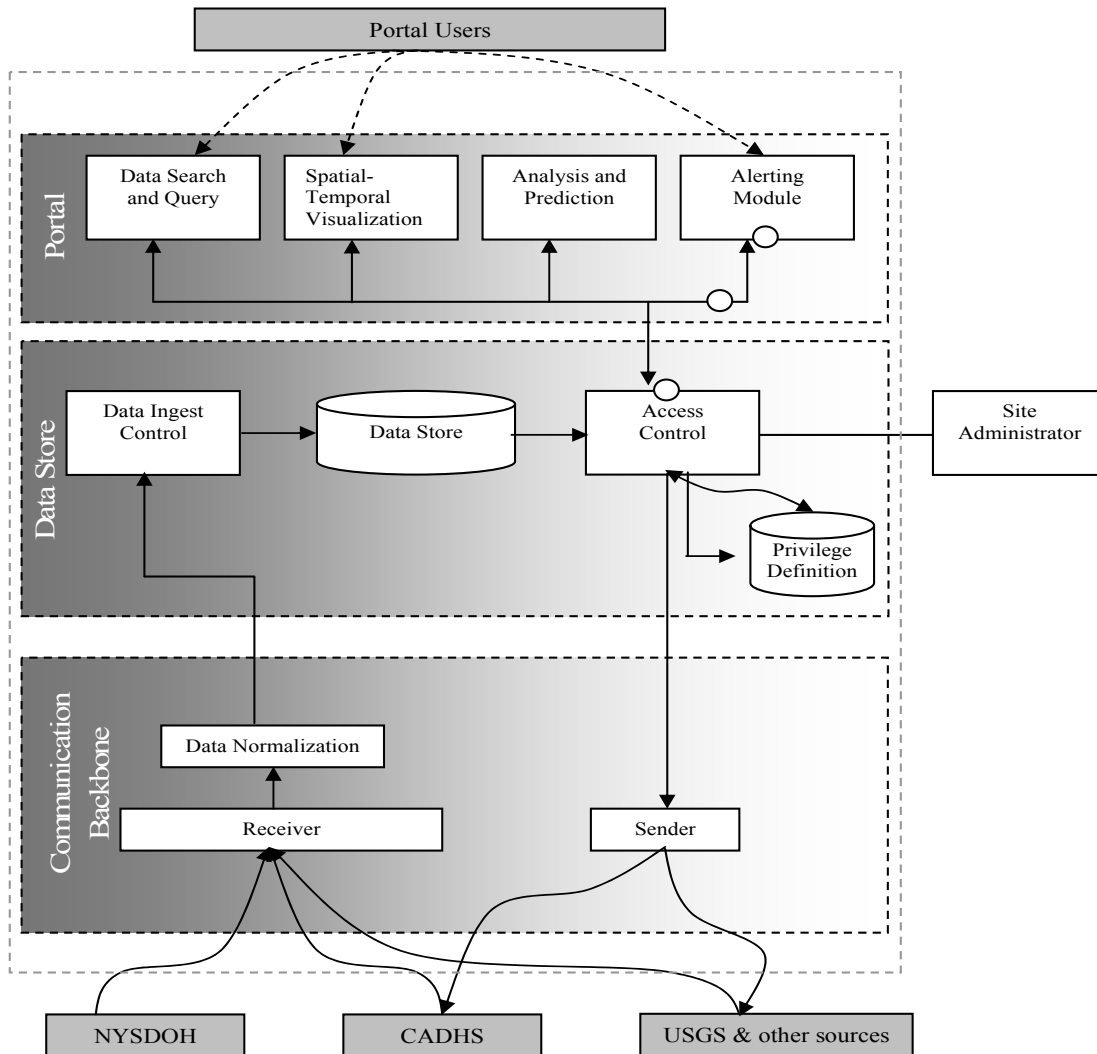 Portal Users
Portal
Data Search
and Query
Spatial-
Temporal
Visualization
Analysis and
Prediction
Alerting
Module
Data Store
Data Ingest
Control
Data Store
Access
Control
Site
Administrator
Privilege
Definition
Communication
Backbone
Data Normalization
Receiver
Sender
NYSDOH
CADHS
USGS & other sources